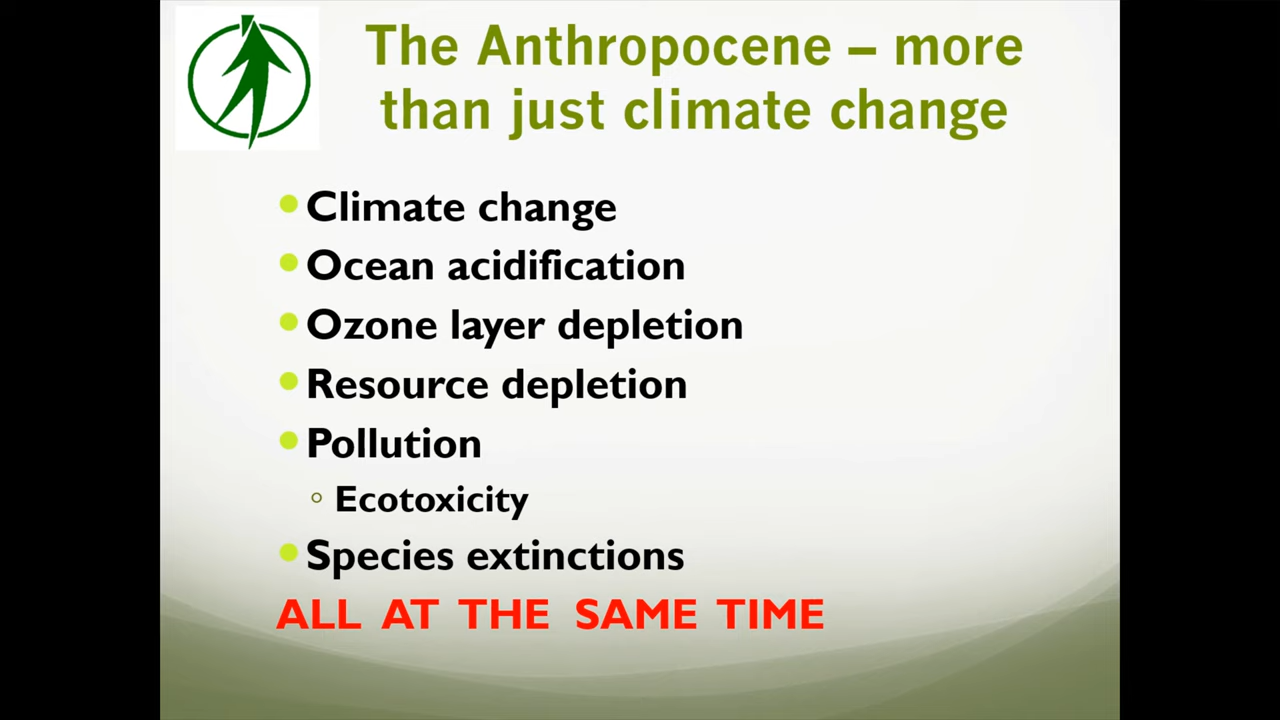 The Anthropocene – more
than just climate change
Climate change
Ocean acidification
Ozone layer depletion
Resource depletion
Pollution
Ecotoxicity
Species extinctions
ALL AT THE SAME TIME